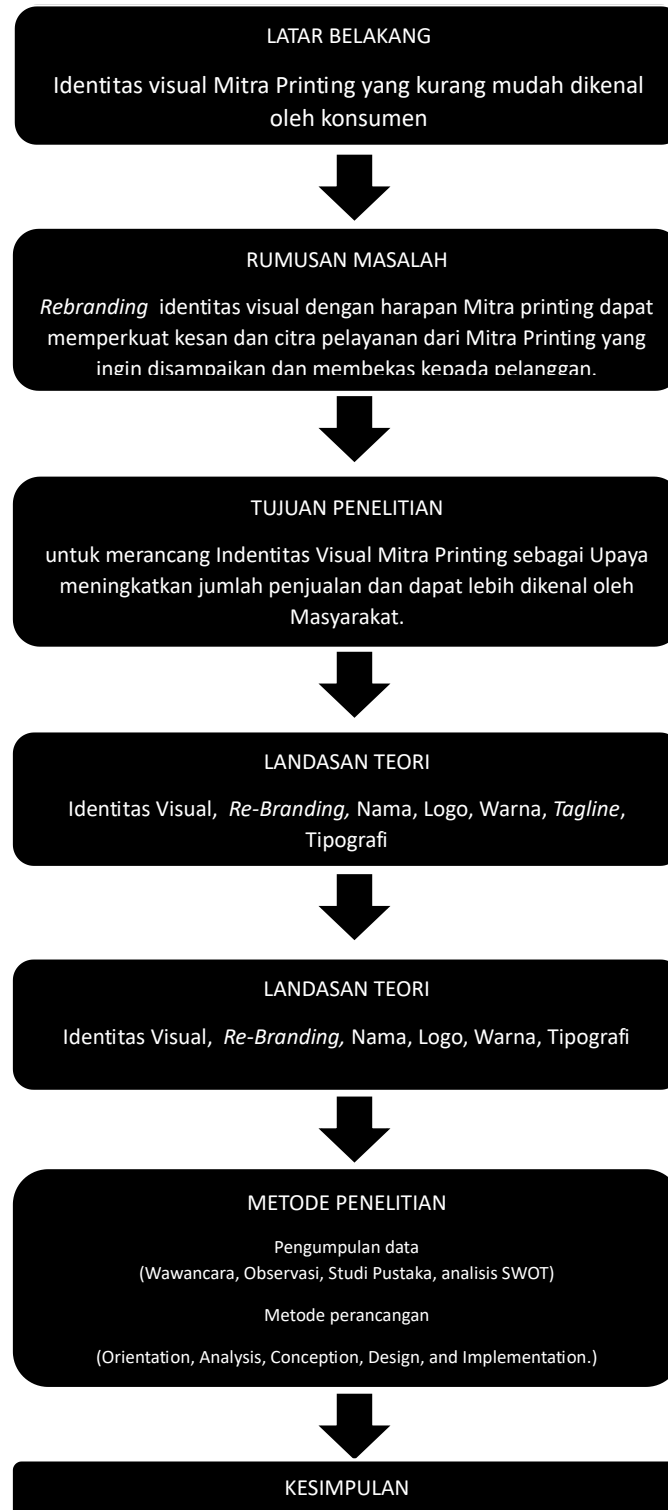 LATAR BELAKANG
Identitas visual Mitra Printing yang kurang mudah dikenal
oleh konsumen
RUMUSAN MASALAH
Rebranding identitas visual dengan harapan Mitra printing dapat
memperkuat kesan dan citra pelayanan dari Mitra Printing yang
ingin disampaikan dan membekas kepada pelanggan.
TUJUAN PENELITIAN
untuk merancang Indentitas Visual Mitra Printing sebagai Upaya
meningkatkan jumlah penjualan dan dapat lebih dikenal oleh
Masyarakat.
LANDASAN TEORI
Identitas Visual, Re-Branding, Nama, Logo, Warna, Tagline,
Tipografi
LANDASAN TEORI
Identitas Visual, Re-Branding, Nama, Logo, Warna, Tipografi
METODE PENELITIAN
Pengumpulan data
(Wawancara, Observasi, Studi Pustaka, analisis SWOT)
Metode perancangan
(Orientation, Analysis, Conception, Design, and Implementation.)
KESIMPULAN